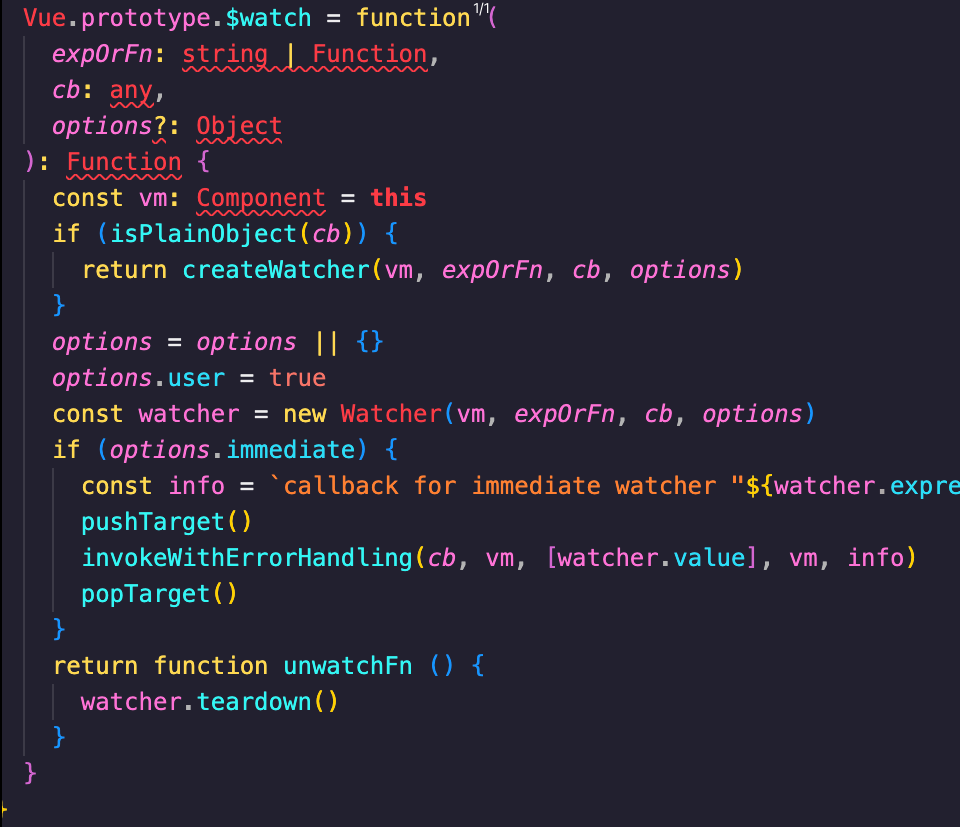 Vue.prototype.$watch = function 1/1(
expOrFn: string | Function,
cb: any,
options?: Object
): Function {
const vm: Component = this
if (isPlainObject(cb)) {
return createWatcher(vm, expOrFn, cb, options)
}
options = options || {}
options.user = true
const watcher = new Watcher(vm, expOrFn, cb, options)
if (options.immediate) {
const info = `callback for immediate watcher "${watcher.expre
pushTarget()
invokeWithErrorHandling(cb, vm, [watcher.value], vm, info)
popTarget()
}
return function unwatchFn () {
watcher.teardown()
}
}
}